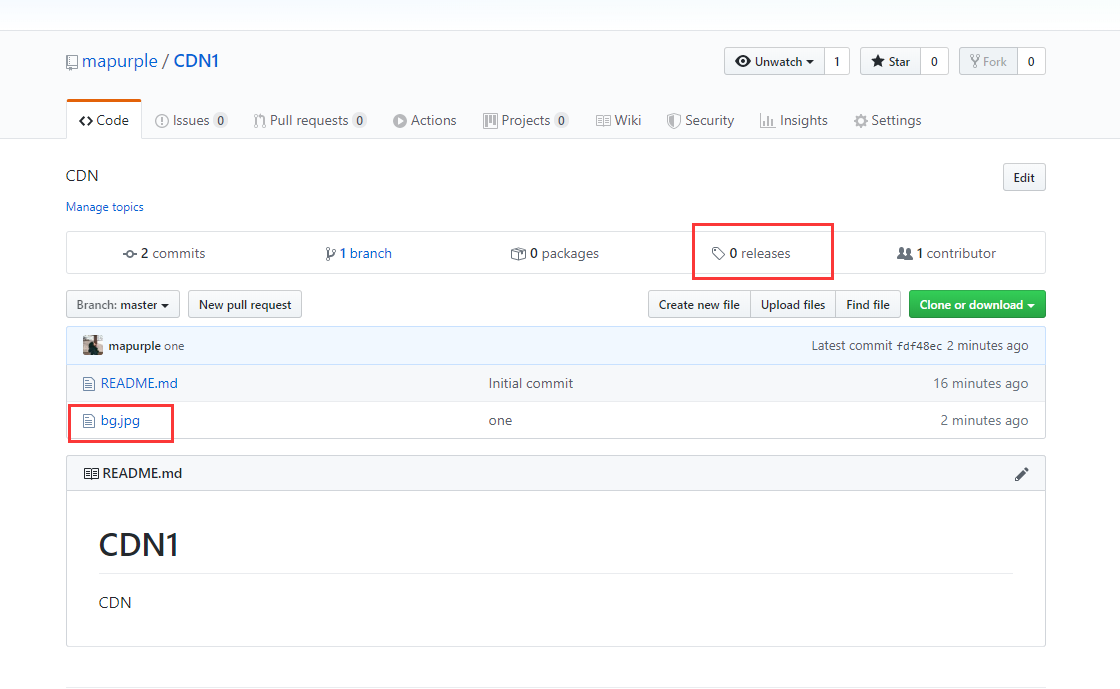 mapurple / CDN1 Unwatch 1 Star 0 Fork 0
Code Issues 0 Pull requests 0 Actions Projects 0 Wiki Security Insights Settings
CDN Edit
Manage topics
2 commits 1 branch 0 packages 0 releases 1 contributor
Branch: master New pull request Create new file Upload files Find file Clone or download
mapurple one Latest commit fdf48ec 2 minutes ago
README.md Initial commit 16 minutes ago
bg.jpg one 2 minutes ago
README.md
CDN1
CDN